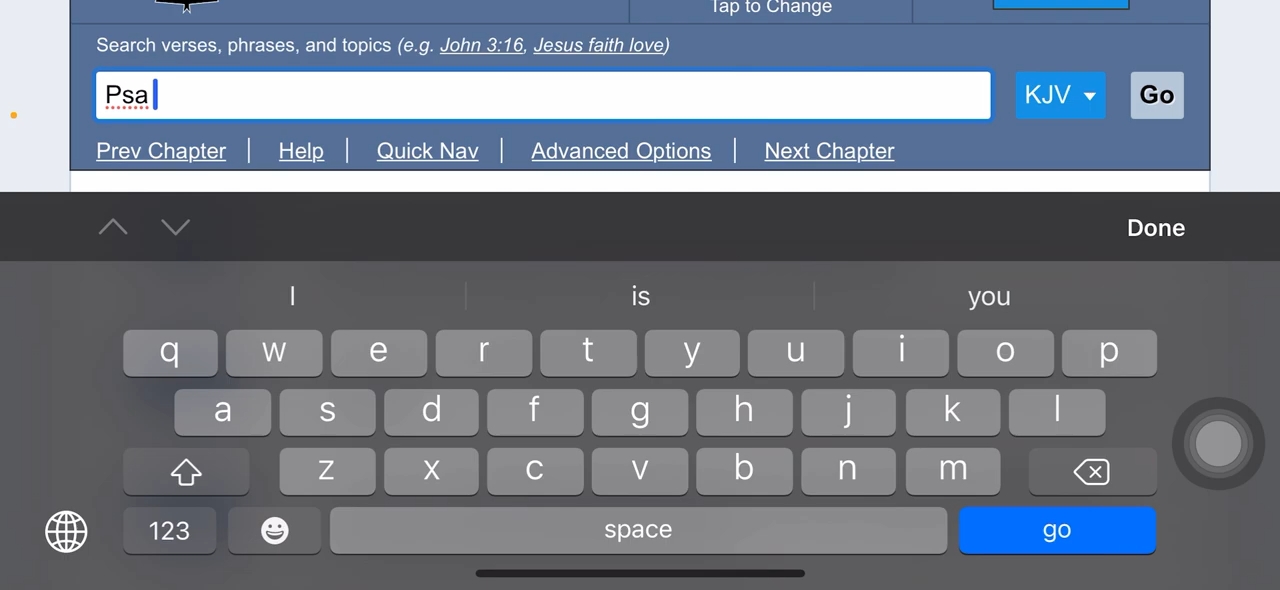 Tap to Change
Search verses, phrases, and topics (e.g. John 3:16, Jesus faith love)
Psa
KJV
Go
Prev Chapter | Help | Quick Nav | Advanced Options | Next Chapter
Done
I is you
q w e r t y u i o p
a s d f g h j k l
z x c v b n m
123 space go